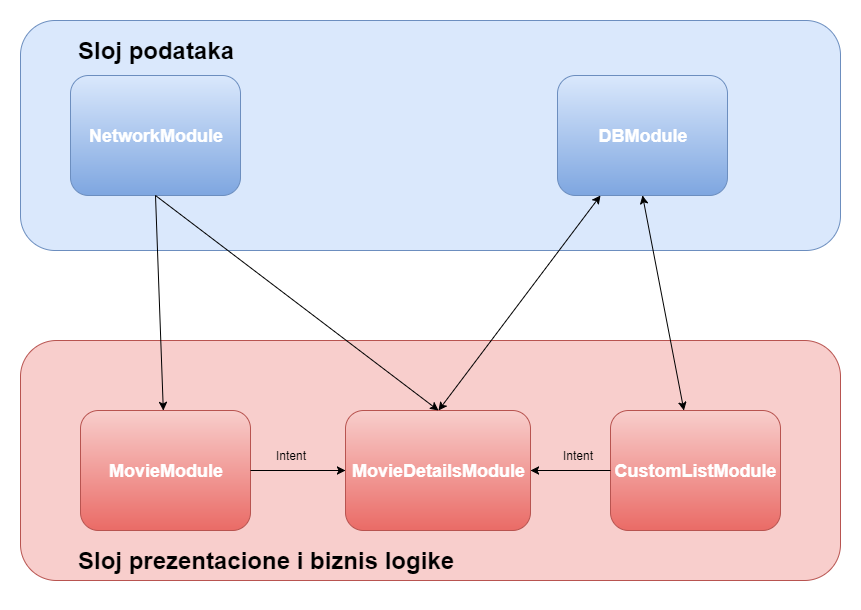 Sloj podataka
NetworkModule
DBModule
MovieModule
Intent
MovieDetailsModule
Intent
CustomListModule
Sloj prezentacione i biznis logike